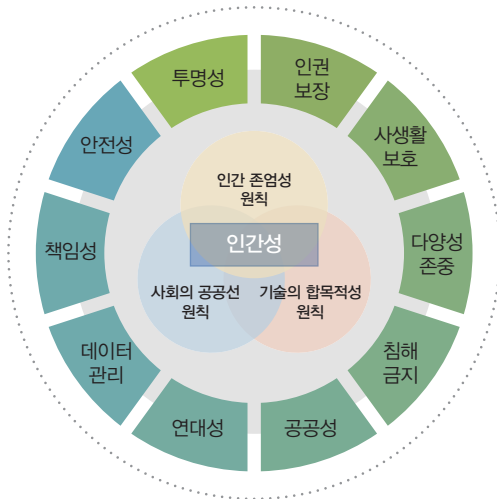 투명성
인권
보장
사생활
보호
다양성
존중
침해
금지
공공성
연대성
데이터
관리
책임성
안전성
인간 존엄성
원칙
인간성
사회의 공공선
원칙
기술의 합목적성
원칙